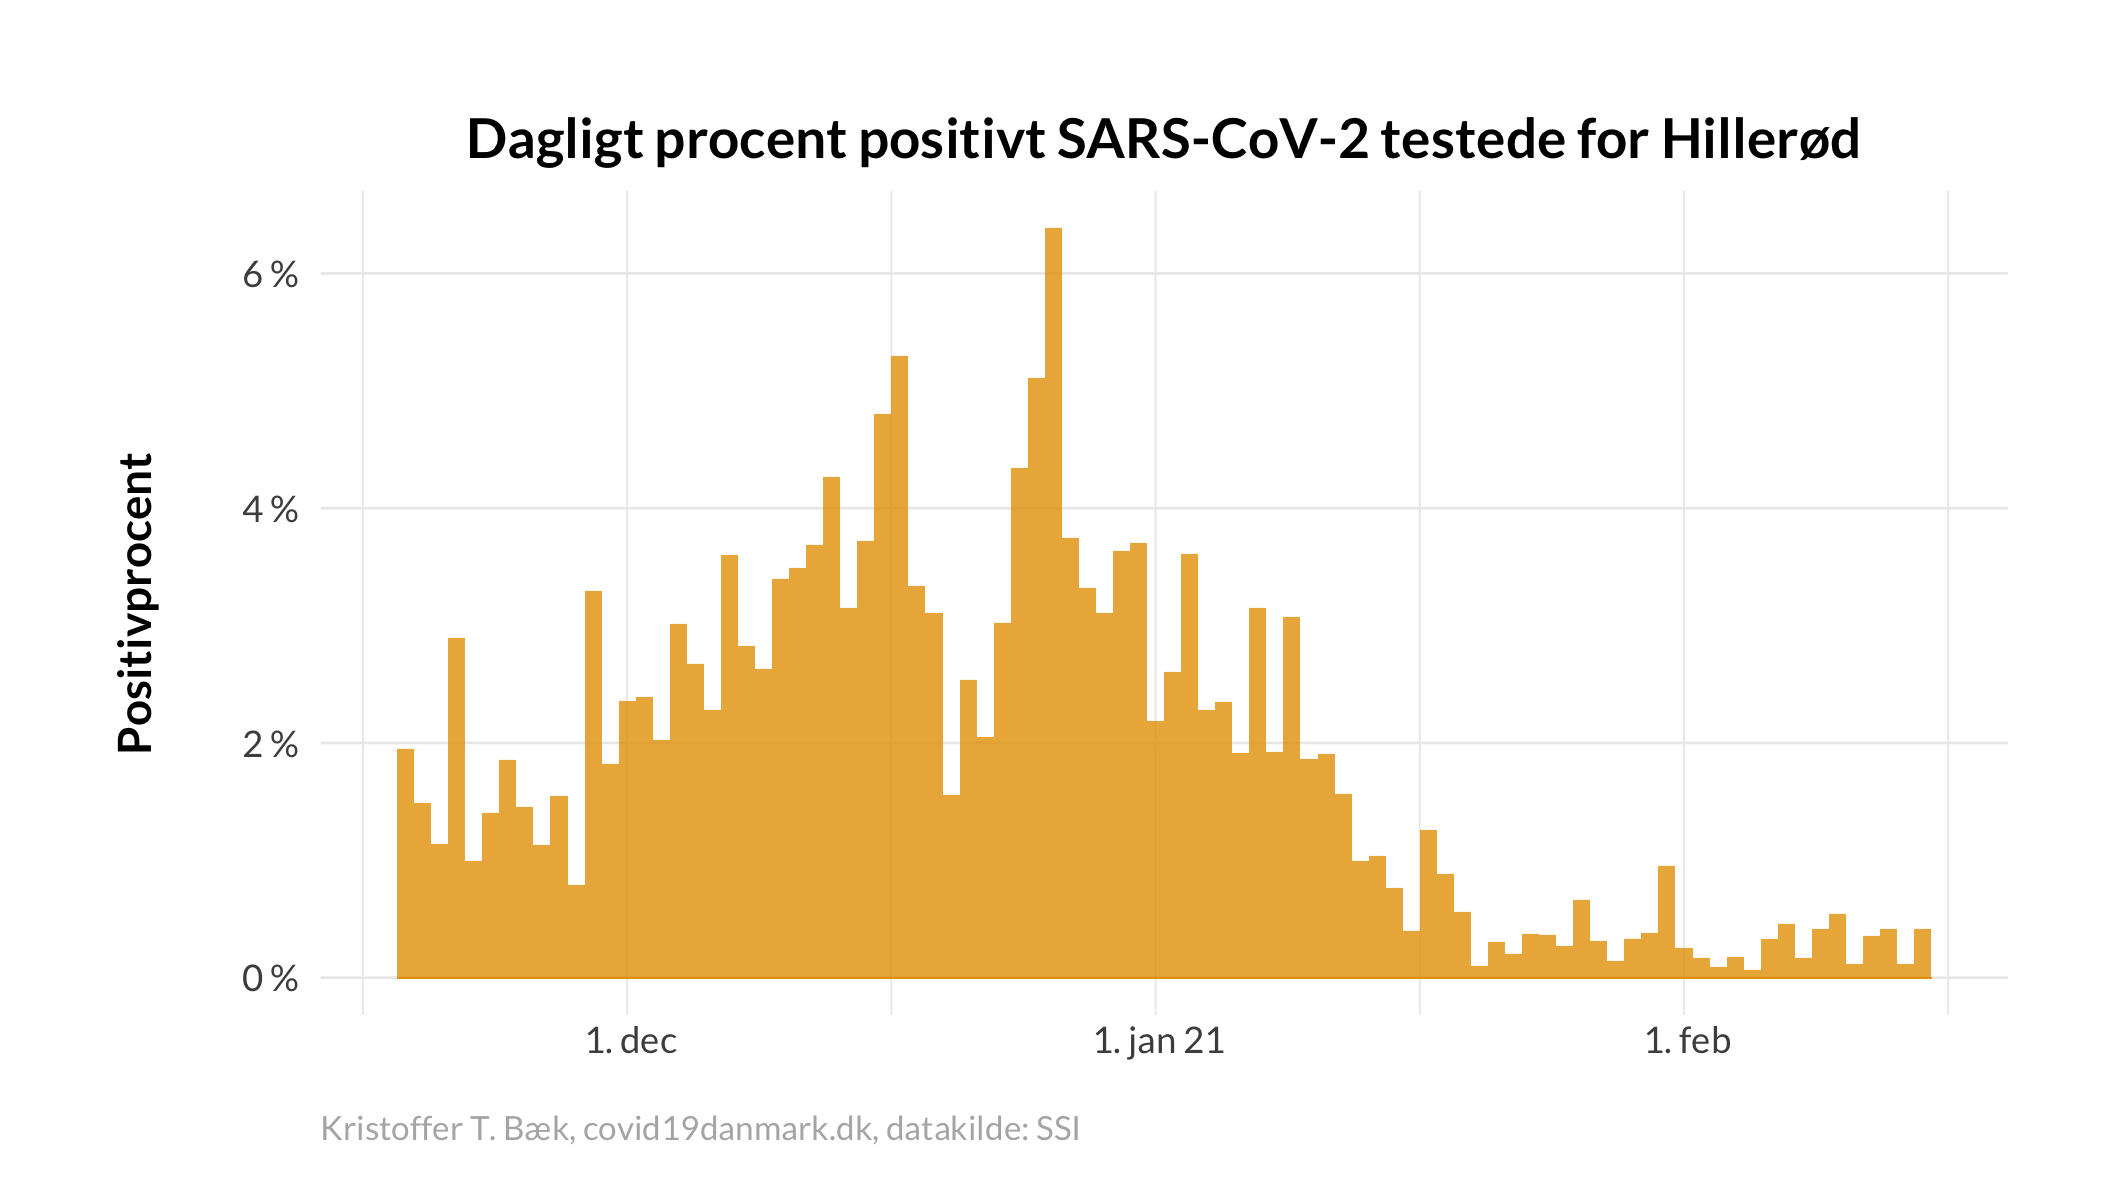 Dagligt procent positivt SARS-CoV-2 testede for Hillerød
Positivprocent
6 %
4 %
2 %
0 %
1. dec
1. jan 21
1. feb
Kristoffer T. Bæk, covid19danmark.dk, datakilde: SSI